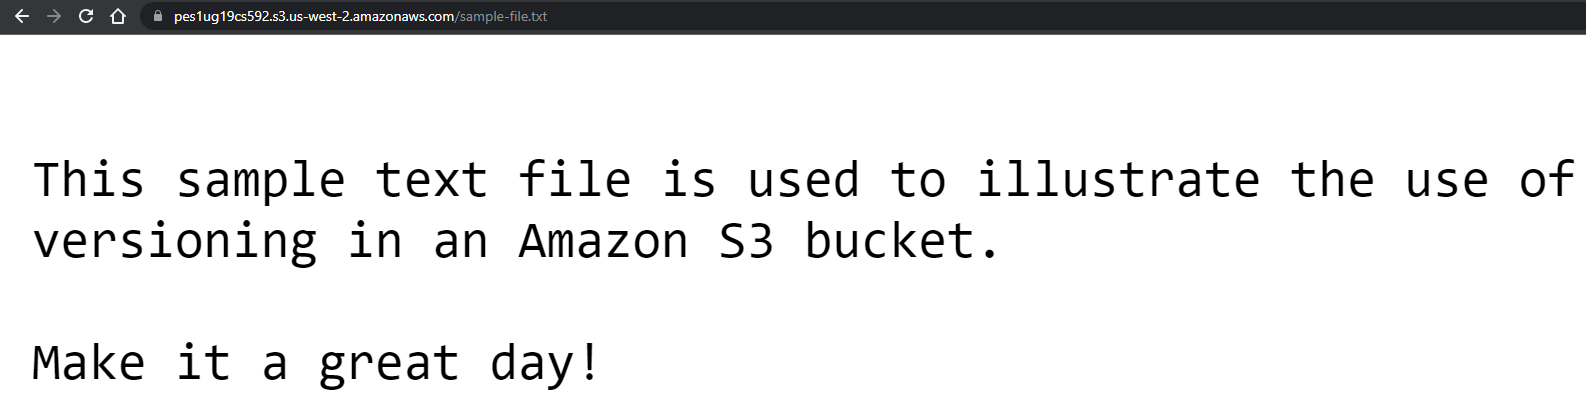 pes1ug19cs592.s3.us-west-2.amazonaws.com/sample-file.txt
This sample text file is used to illustrate the use of
versioning in an Amazon S3 bucket.
Make it a great day!